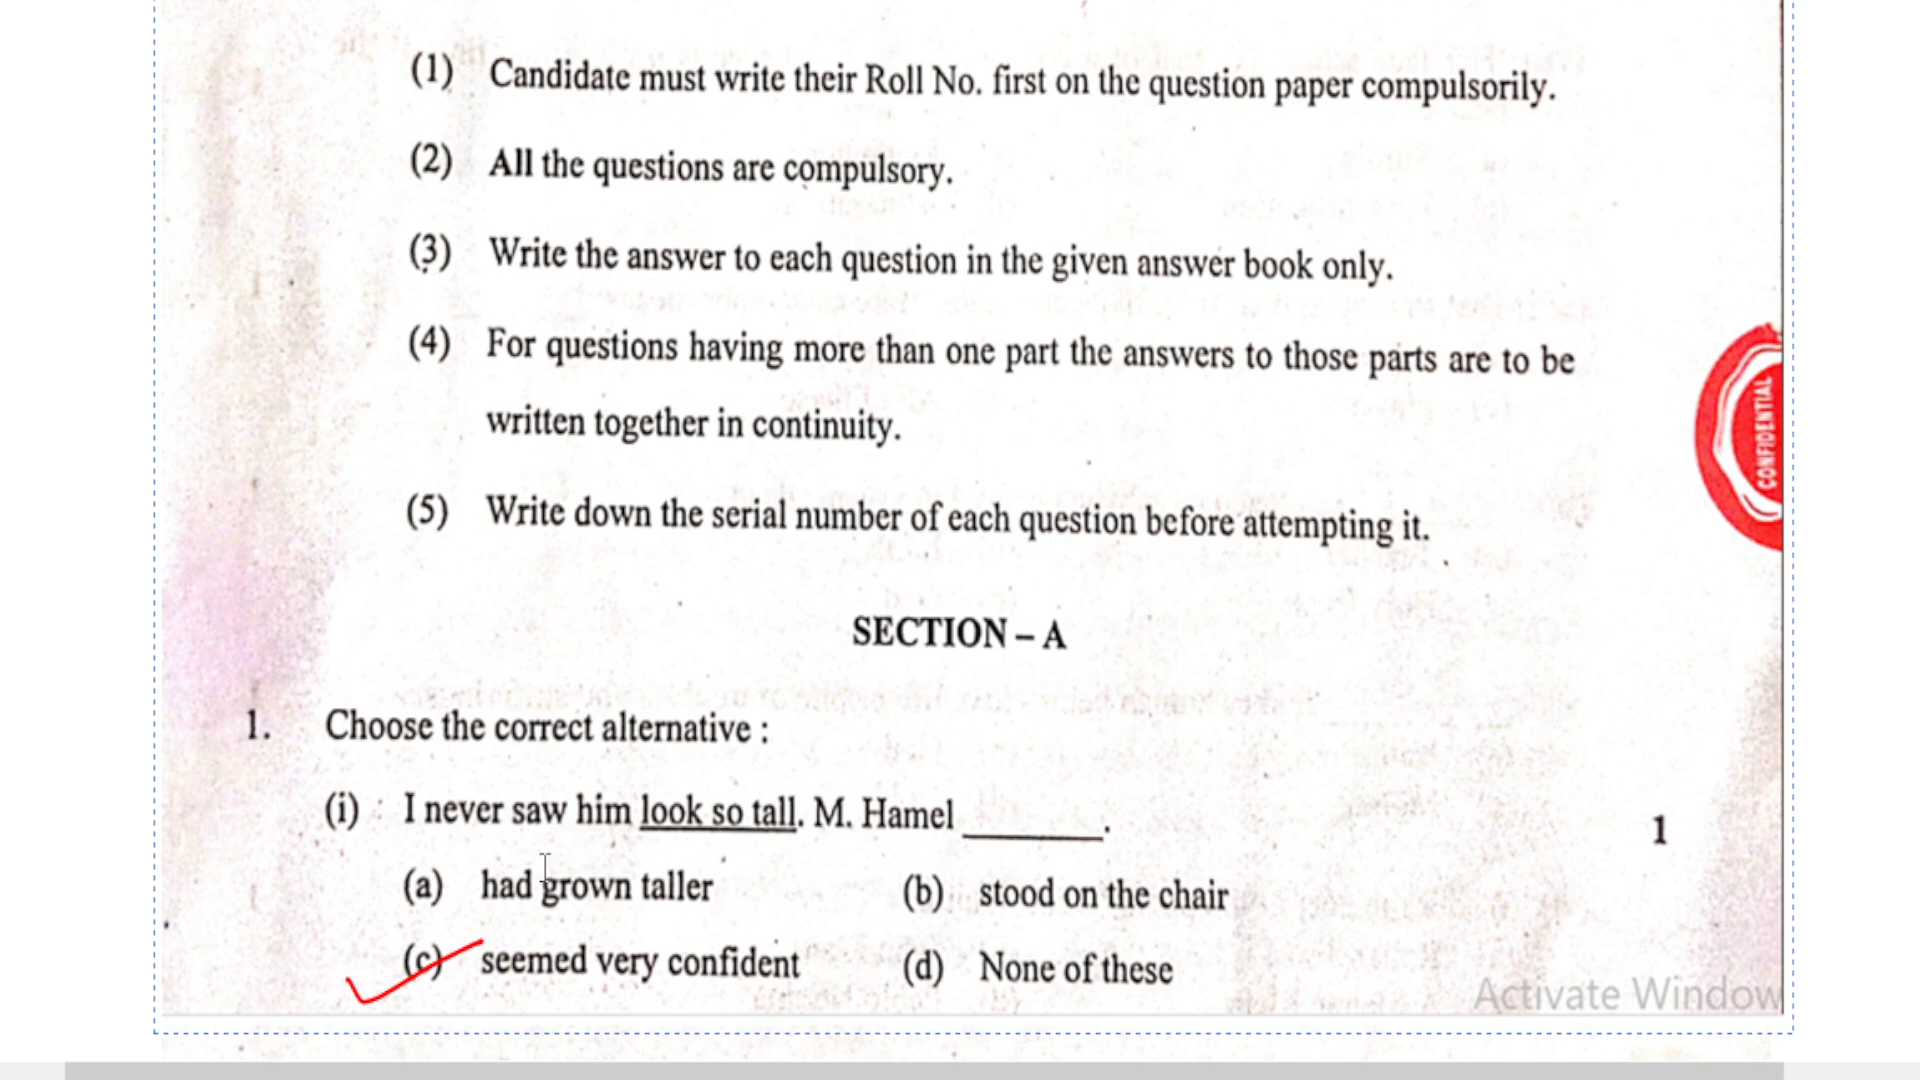 (1) Candidate must write their Roll No. first on the question paper compulsorily.
(2) All the questions are compulsory.
(3) Write the answer to each question in the given answer book only.
(4) For questions having more than one part the answers to those parts are to be
written together in continuity.
(5) Write down the serial number of each question before attempting it.
CONFIDENTIAL
SECTION – A
1. Choose the correct alternative :
(i) I never saw him look so tall. M. Hamel ______. 1
(a) had grown taller (b) stood on the chair
(c) seemed very confident (d) None of these
Activate Window